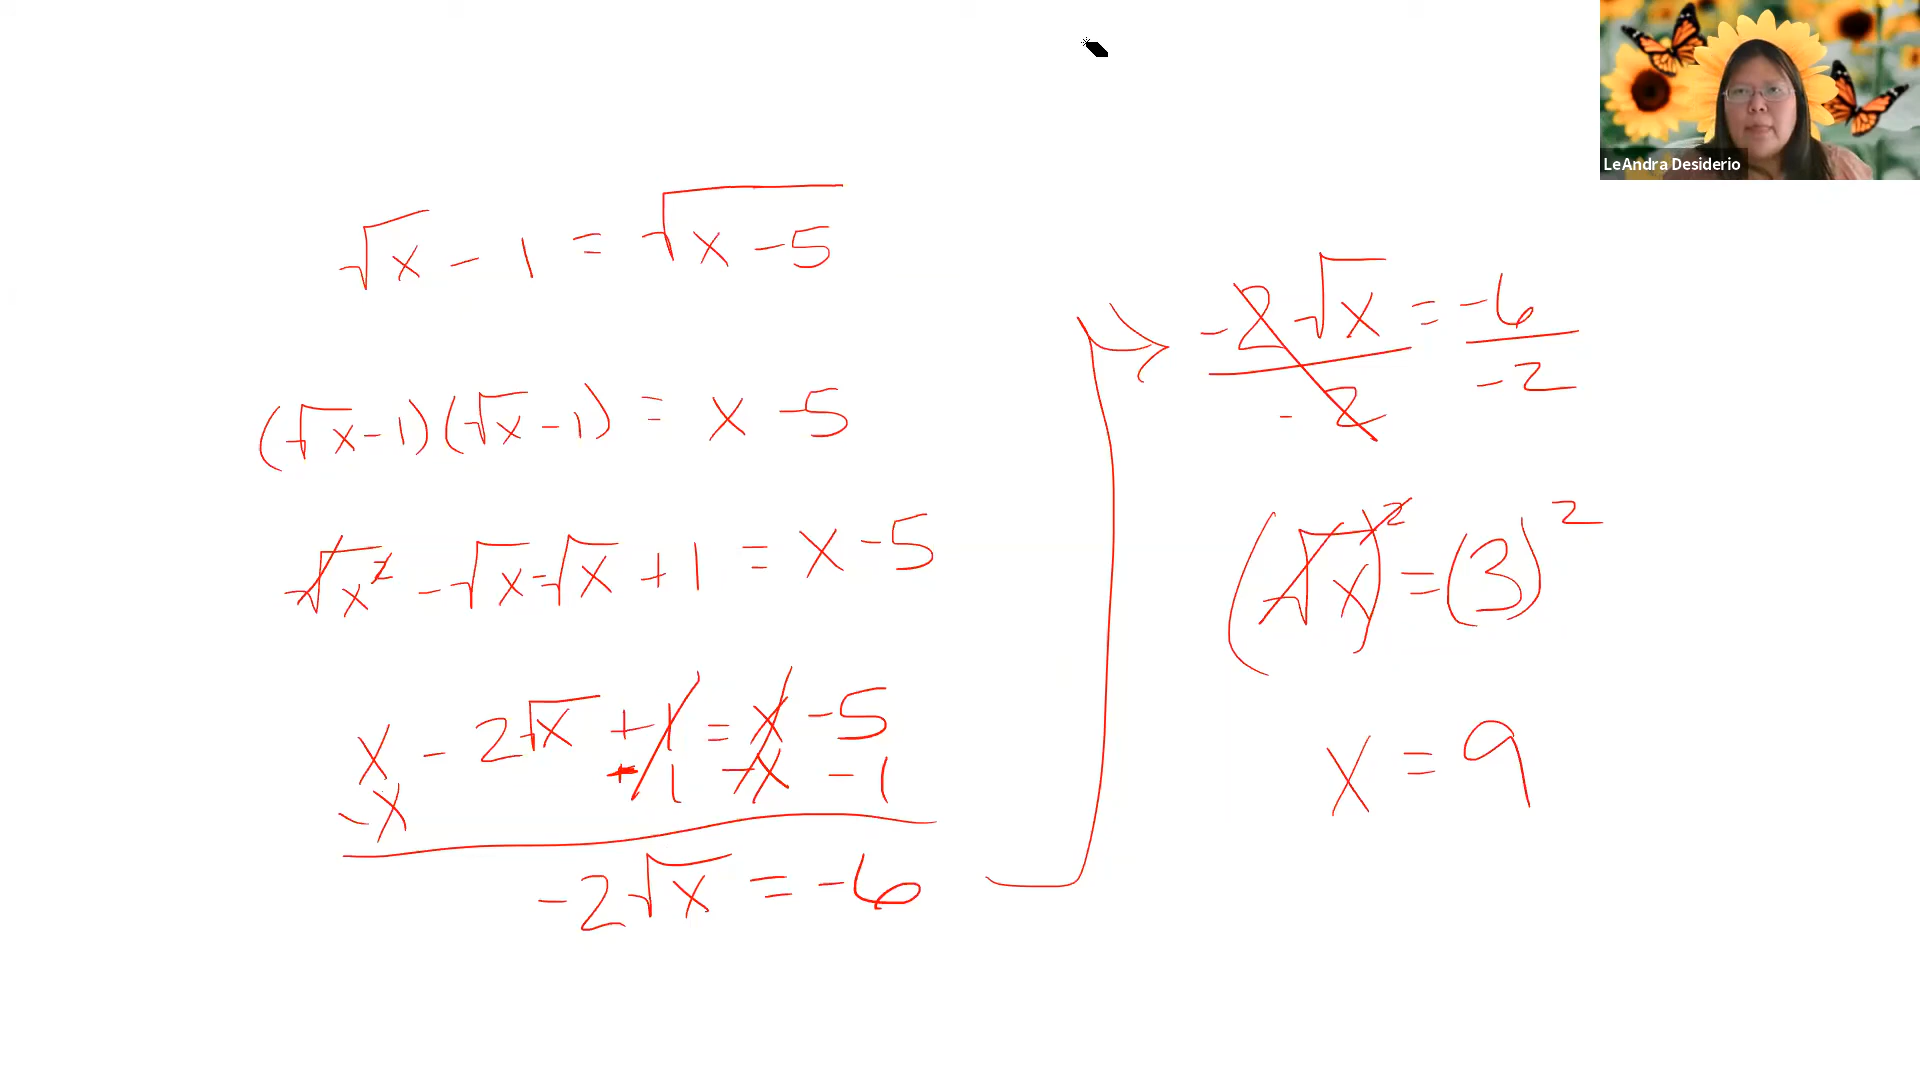 √x - 1 = √x - 5
(√x - 1)(√x - 1) = x - 5
√x² - √x - √x + 1 = x - 5
x - 2√x + 1 = x - 5
-x - 1 -x - 1
-2√x = -6
-2√x = -6
-2 -2
(√x)² = (3)²
x = 9
LeAndra Desiderio